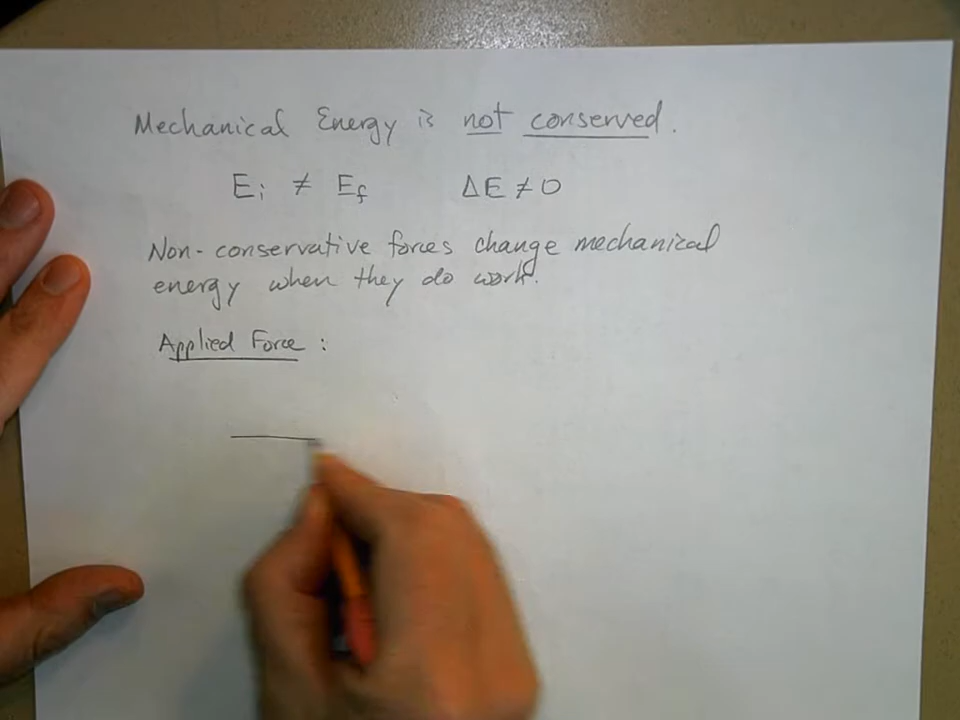 Mechanical Energy is not conserved.
Ei ≠ Ef ΔE ≠ 0
Non-conservative forces change mechanical
energy when they do work.
Applied Force :